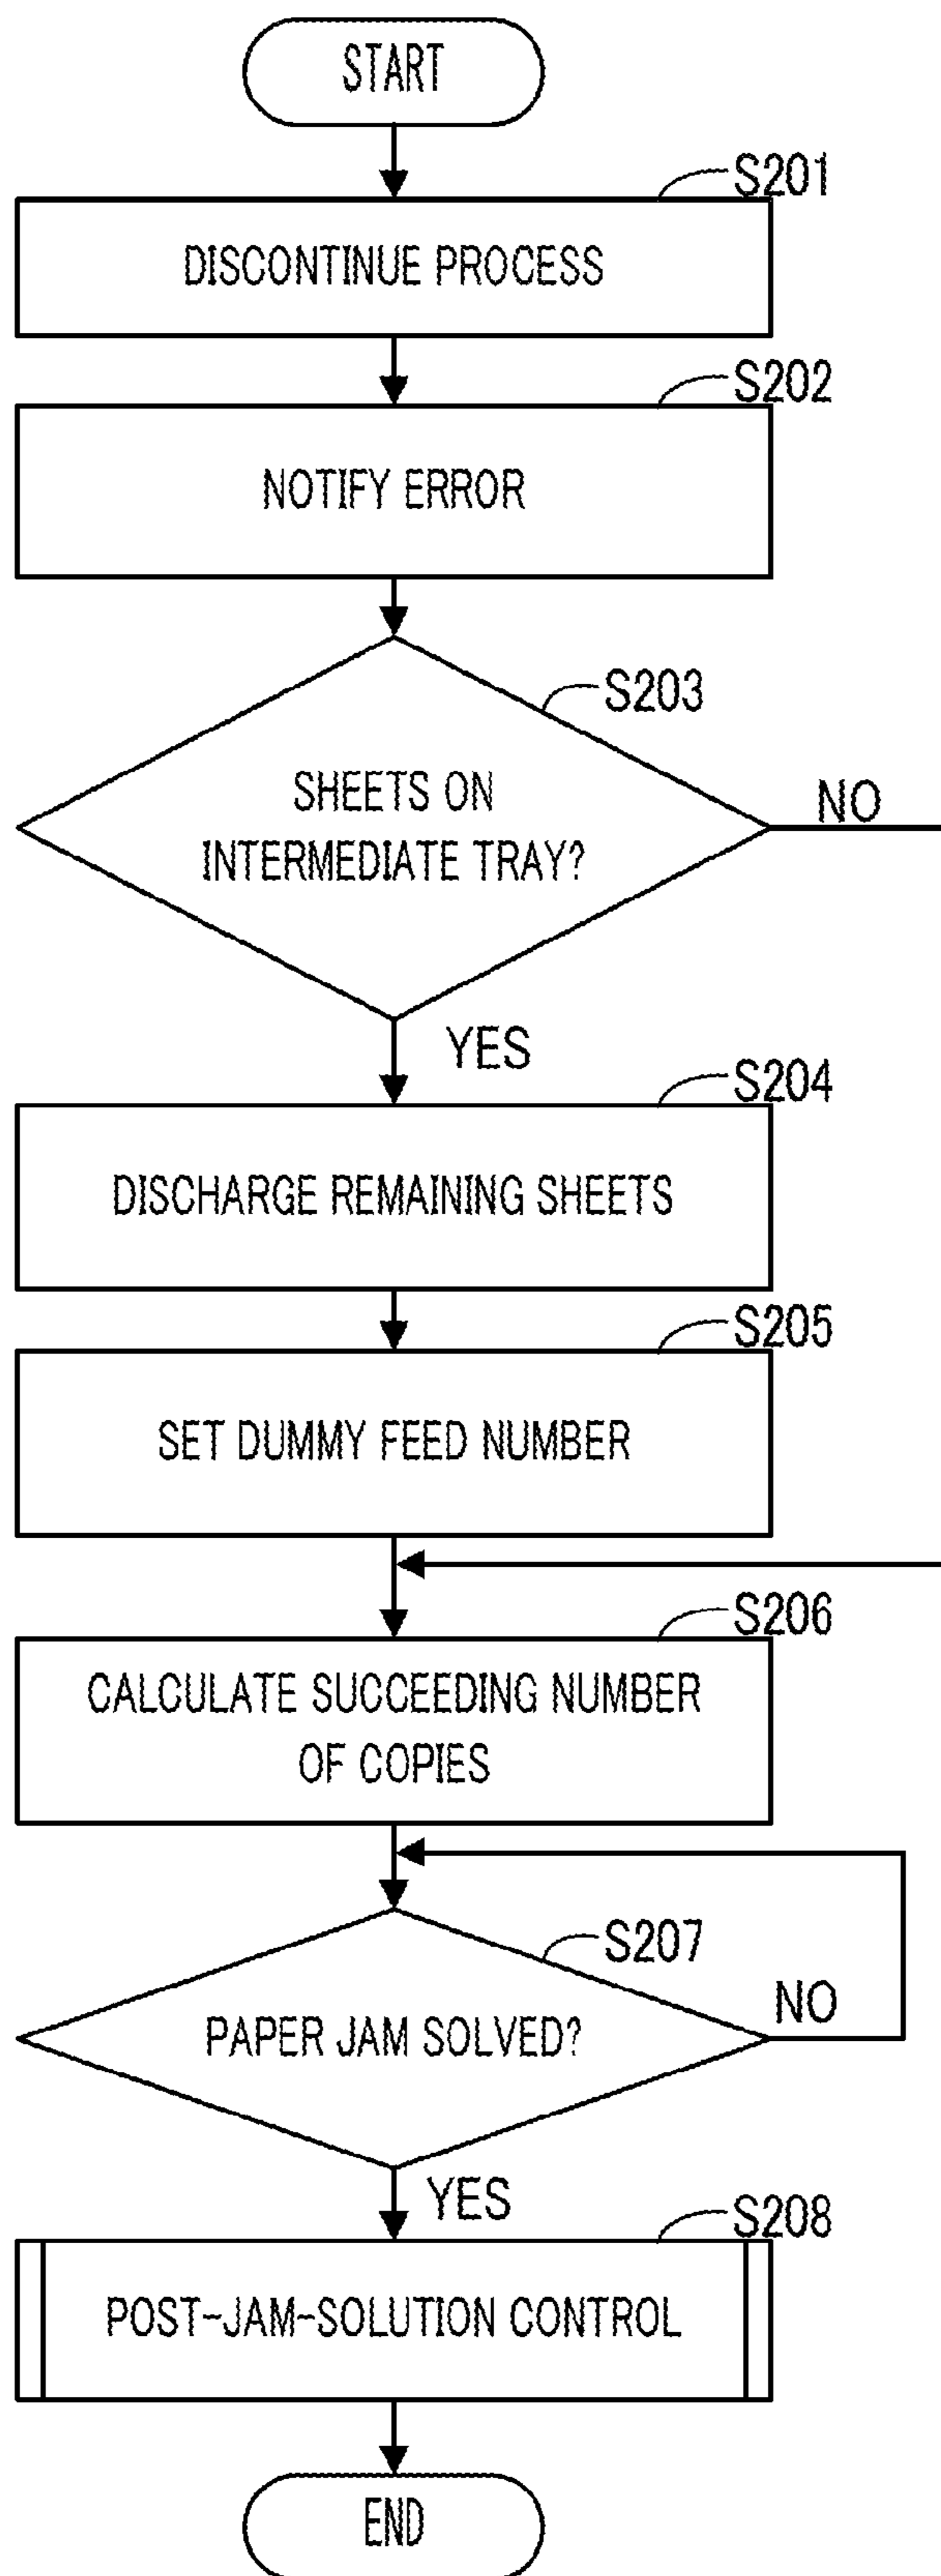 START
S201
DISCONTINUE PROCESS
S202
NOTIFY ERROR
S203
SHEETS ON
INTERMEDIATE TRAY?
NO
YES
S204
DISCHARGE REMAINING SHEETS
S205
SET DUMMY FEED NUMBER
S206
CALCULATE SUCCEEDING NUMBER
OF COPIES
S207
PAPER JAM SOLVED?
NO
YES
S208
POST-JAM-SOLUTION CONTROL
END